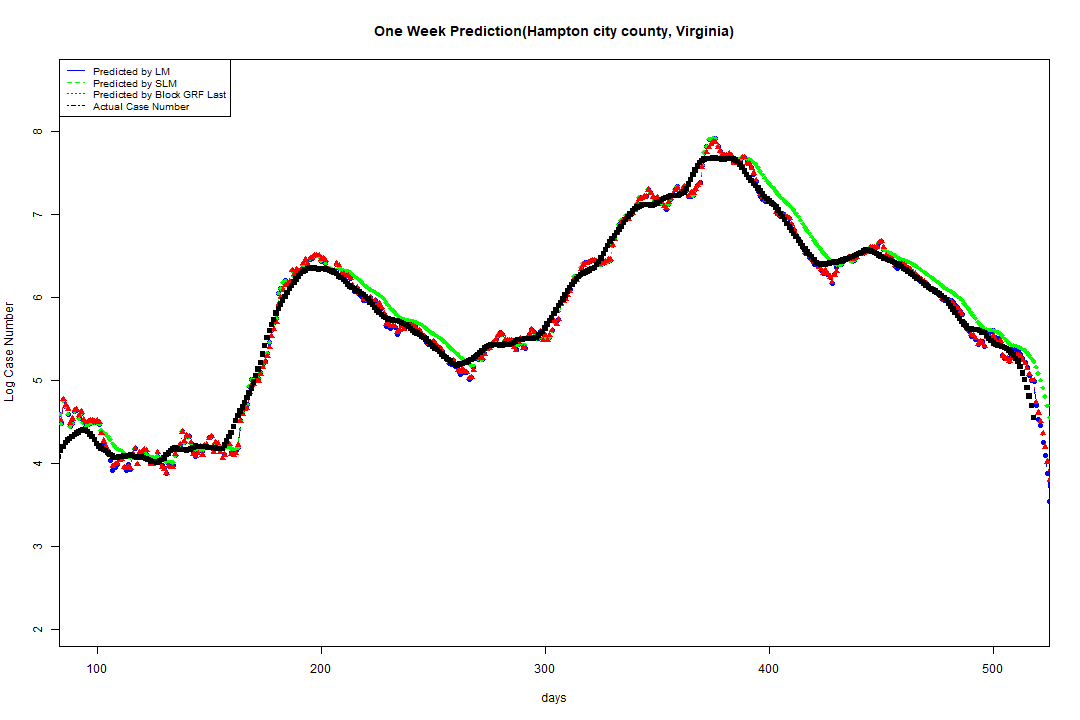 One Week Prediction(Hampton city county, Virginia)
Predicted by LM
Predicted by SLM
Predicted by Block GRF Last
Actual Case Number
8
7
6
5
4
3
2
Log Case Number
100 200 300 400 500
days